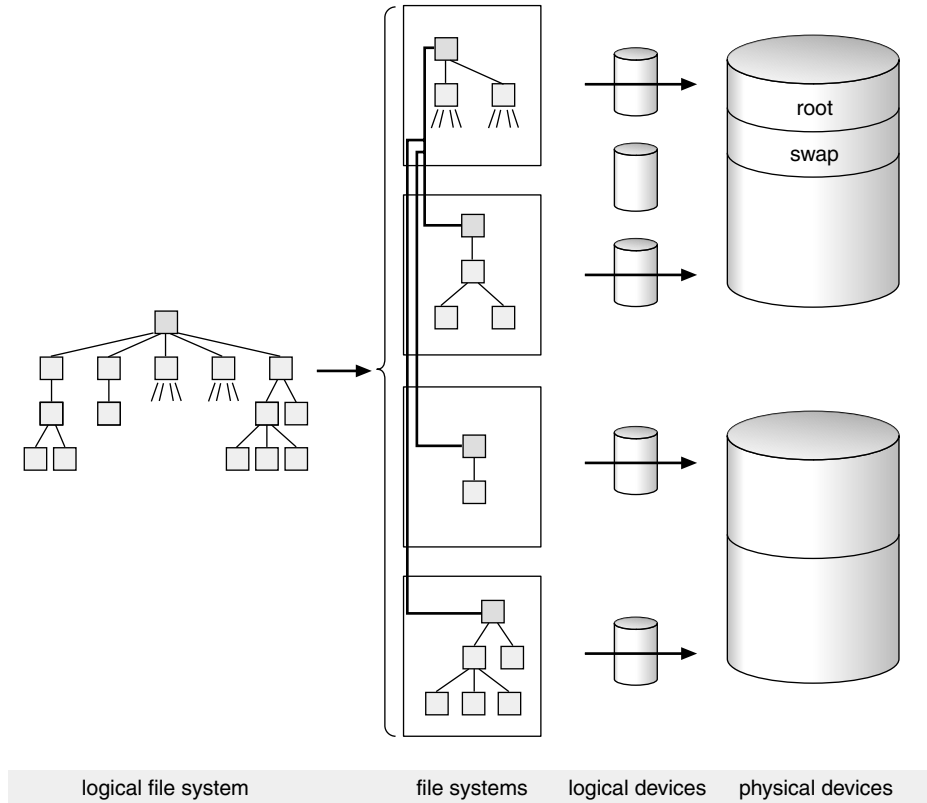 root
swap
logical file system
file systems
logical devices
physical devices